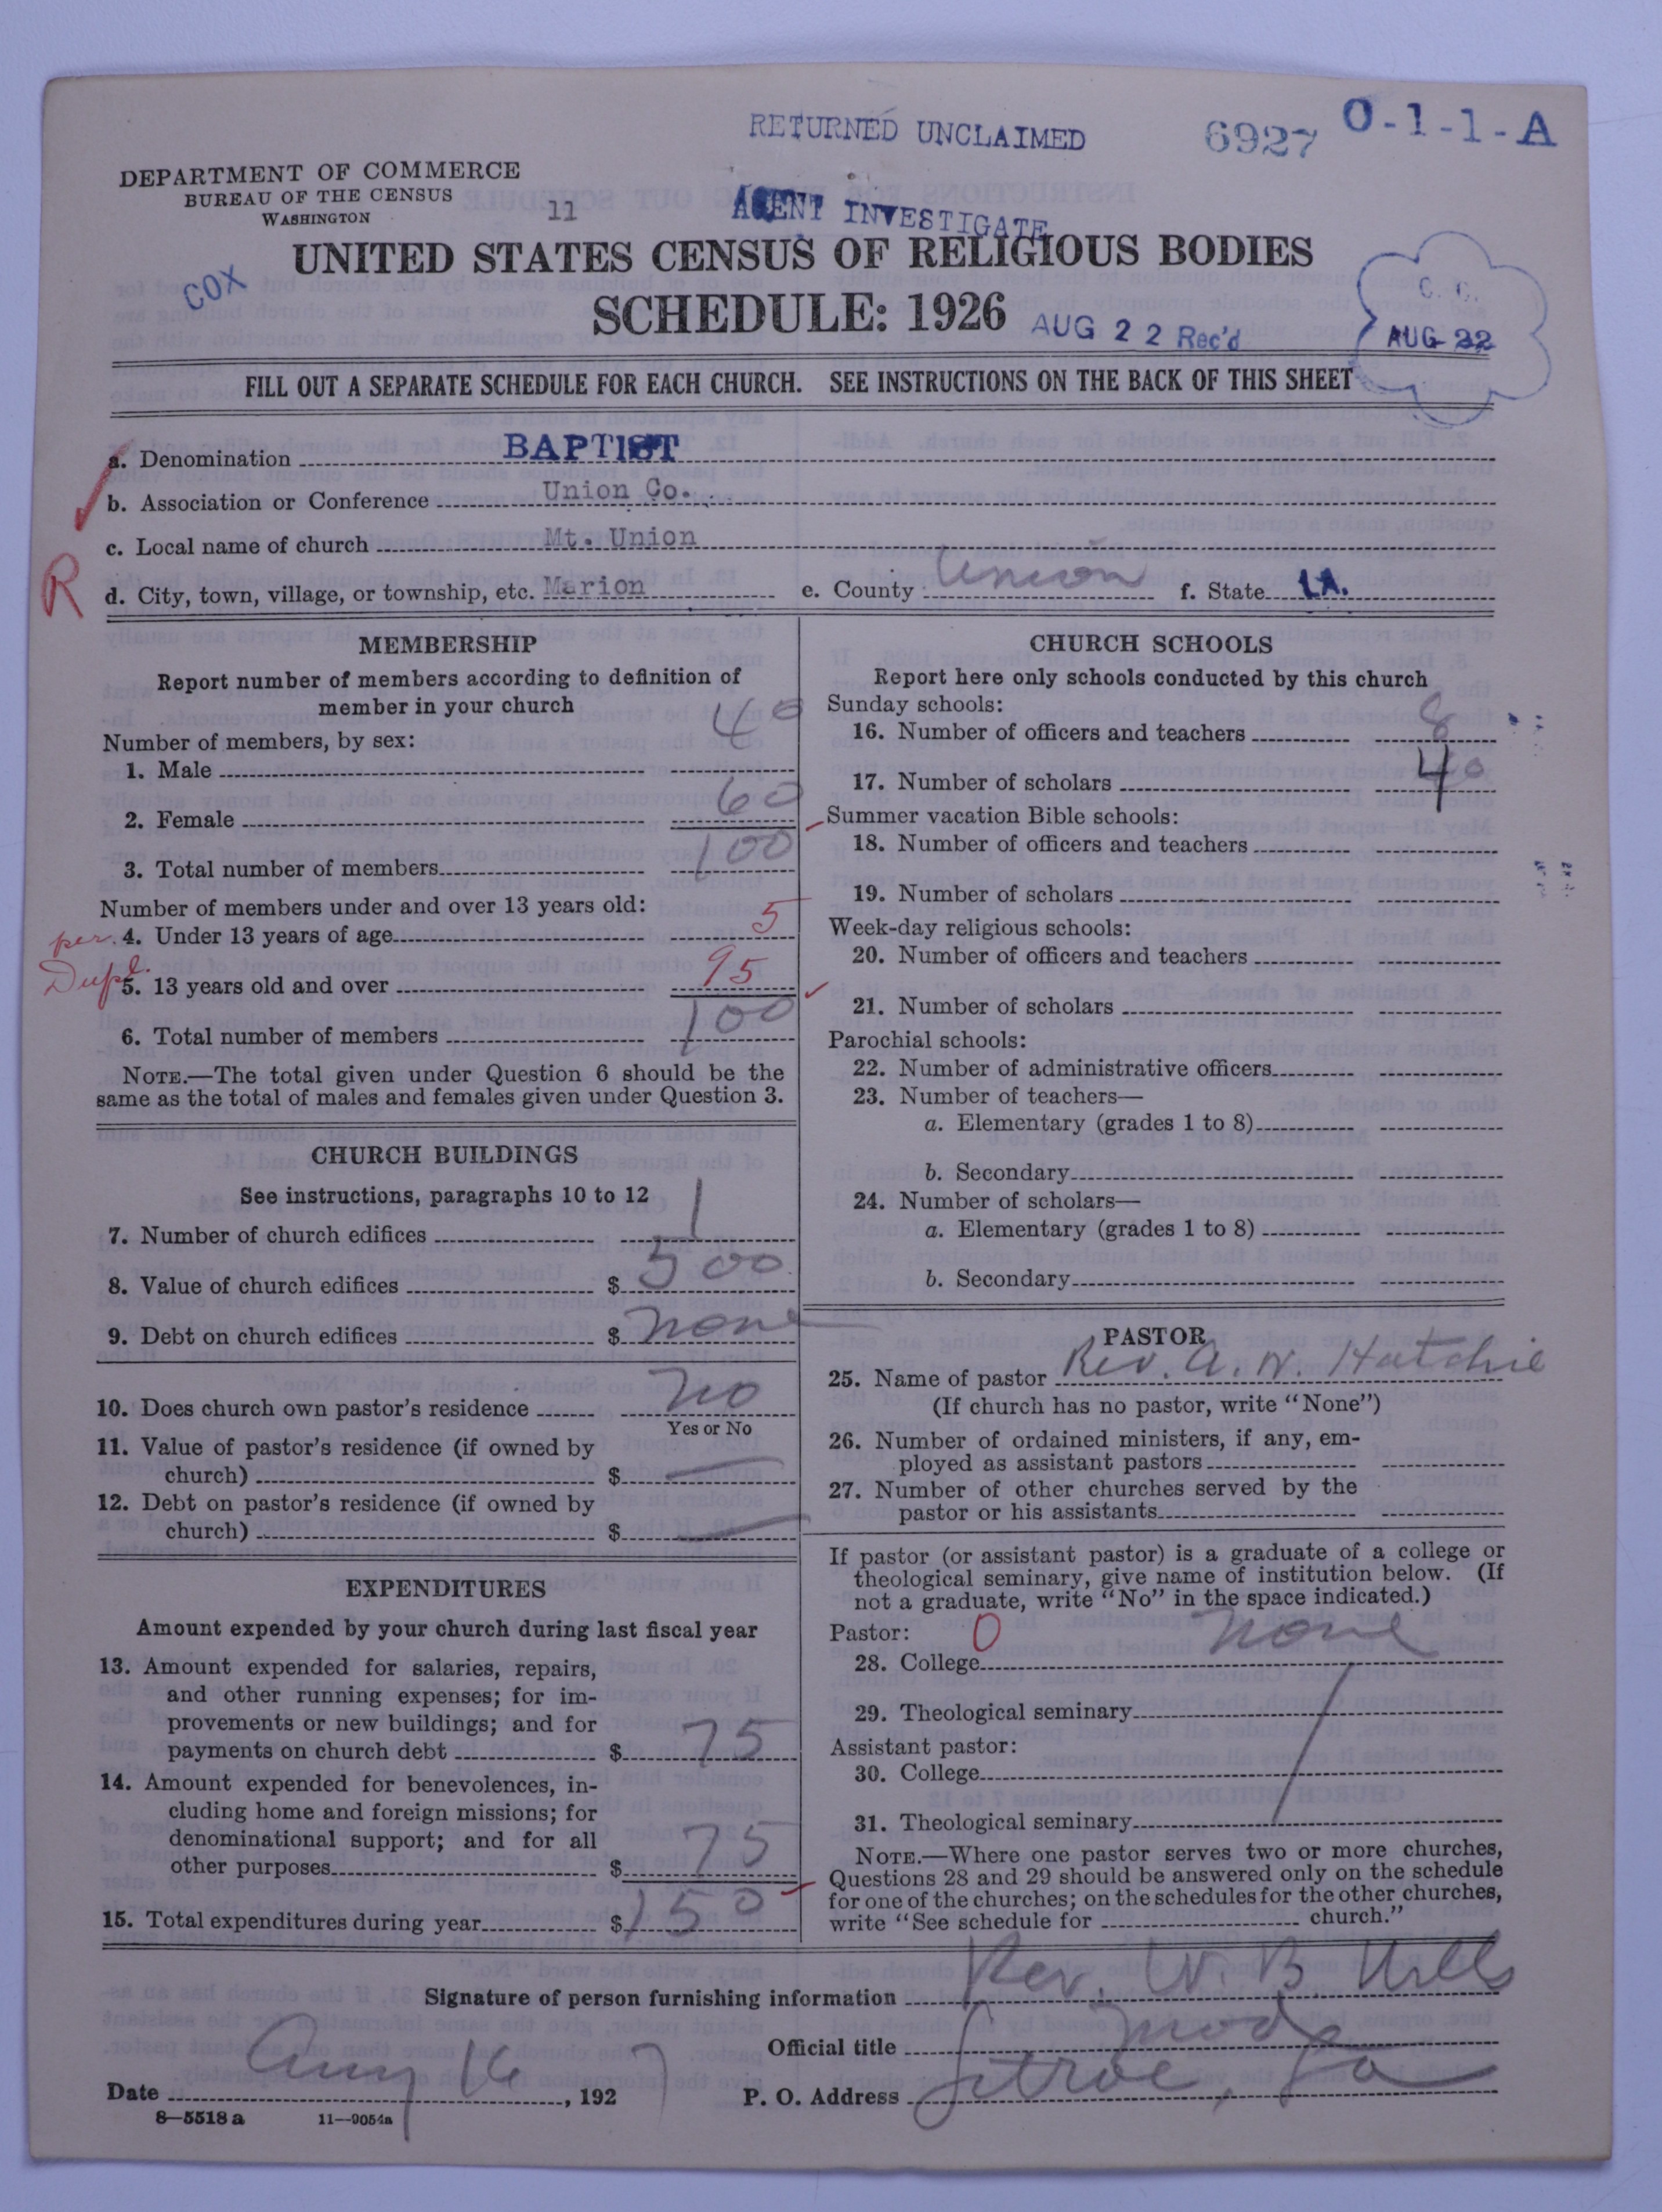 RETURNED UNCLAIMED
6927 O-1-1-A
DEPARTMENT OF COMMERCE
BUREAU OF THE CENSUS
WASHINGTON
11
AGENT INVESTIGATE
UNITED STATES CENSUS OF RELIGIOUS BODIES
COX
SCHEDULE: 1926
AUG 22 Rec'd
AUG 22
FILL OUT A SEPARATE SCHEDULE FOR EACH CHURCH. SEE INSTRUCTIONS ON THE BACK OF THIS SHEET
a. Denomination BAPTIST
b. Association or Conference Union Co.
c. Local name of church Mt. Union
R
d. City, town, village, or township, etc. Marion e. County Union f. State LA.
MEMBERSHIP
Report number of members according to definition of
member in your church
Number of members, by sex:
1. Male 40
2. Female 60
3. Total number of members 100
Number of members under and over 13 years old:
per. 4. Under 13 years of age 5
Dupl. 5. 13 years old and over 95
6. Total number of members 100
NOTE.—The total given under Question 6 should be the
same as the total of males and females given under Question 3.
CHURCH BUILDINGS
See instructions, paragraphs 10 to 12
7. Number of church edifices 1
8. Value of church edifices $ 500
9. Debt on church edifices $ none
10. Does church own pastor's residence no
Yes or No
11. Value of pastor's residence (if owned by
church) $ —
12. Debt on pastor's residence (if owned by
church) $ —
EXPENDITURES
Amount expended by your church during last fiscal year
13. Amount expended for salaries, repairs,
and other running expenses; for im-
provements or new buildings; and for
payments on church debt $ 75
14. Amount expended for benevolences, in-
cluding home and foreign missions; for
denominational support; and for all
other purposes $ 75
15. Total expenditures during year $ 150
CHURCH SCHOOLS
Report here only schools conducted by this church
Sunday schools:
16. Number of officers and teachers 8
17. Number of scholars 40
Summer vacation Bible schools:
18. Number of officers and teachers
19. Number of scholars
Week-day religious schools:
20. Number of officers and teachers
21. Number of scholars
Parochial schools:
22. Number of administrative officers
23. Number of teachers—
a. Elementary (grades 1 to 8)
b. Secondary
24. Number of scholars—
a. Elementary (grades 1 to 8)
b. Secondary
PASTOR
25. Name of pastor Rev. A. N. Hatchie
(If church has no pastor, write "None")
26. Number of ordained ministers, if any, em-
ployed as assistant pastors
27. Number of other churches served by the
pastor or his assistants
If pastor (or assistant pastor) is a graduate of a college or
theological seminary, give name of institution below. (If
not a graduate, write "No" in the space indicated.)
Pastor: 0
28. College none
29. Theological seminary
Assistant pastor:
30. College
31. Theological seminary
NOTE.—Where one pastor serves two or more churches,
Questions 28 and 29 should be answered only on the schedule
for one of the churches; on the schedules for the other churches,
write "See schedule for church."
Signature of person furnishing information Rev. W. B. Wells
Official title Mod
Date Aug 16, 1927 P. O. Address La
8—5518 a 11—9054a